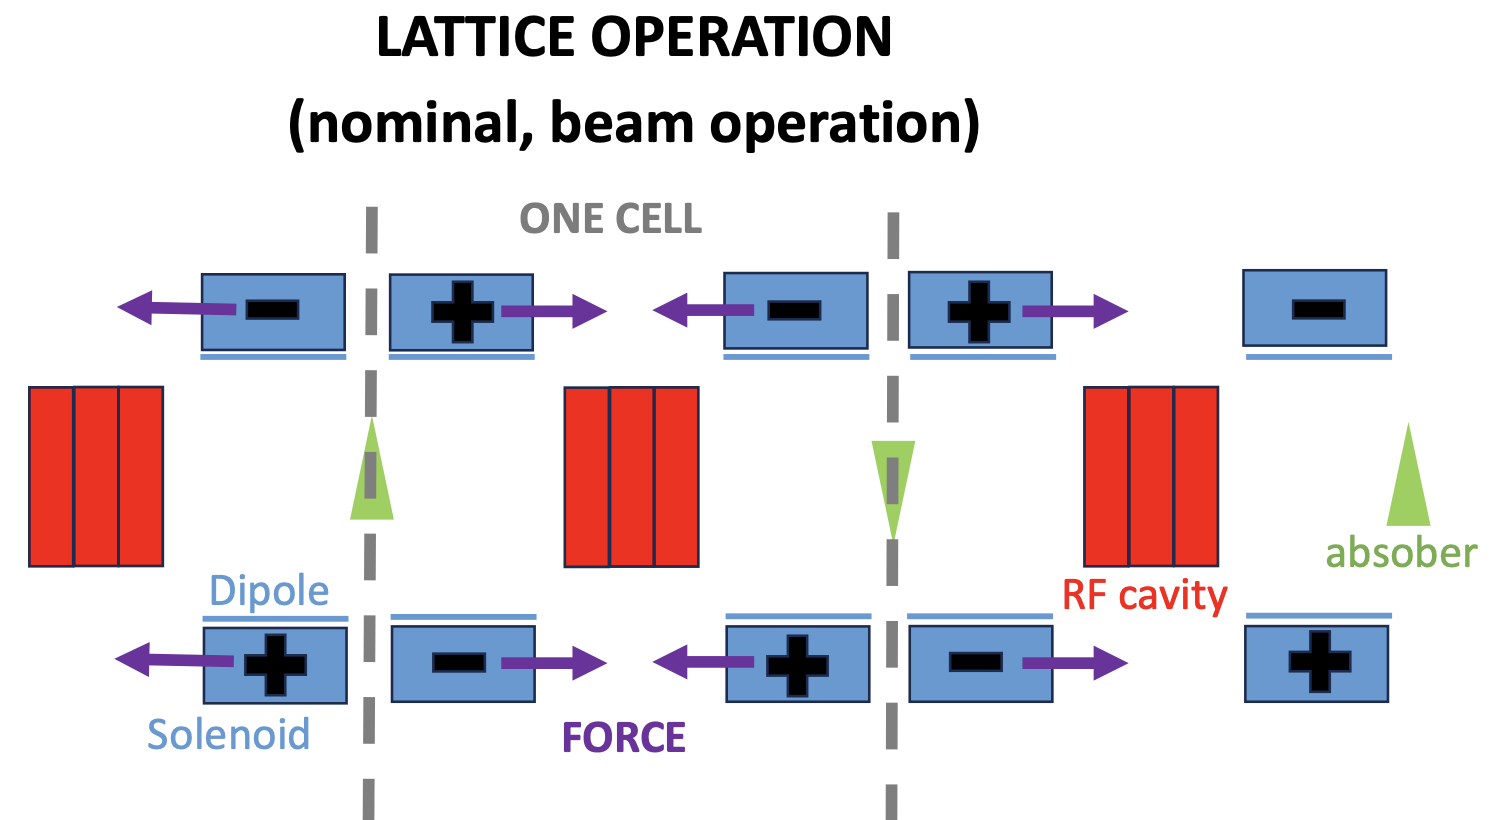 LATTICE OPERATION
(nominal, beam operation)
ONE CELL
absober
Dipole
RF cavity
Solenoid
FORCE